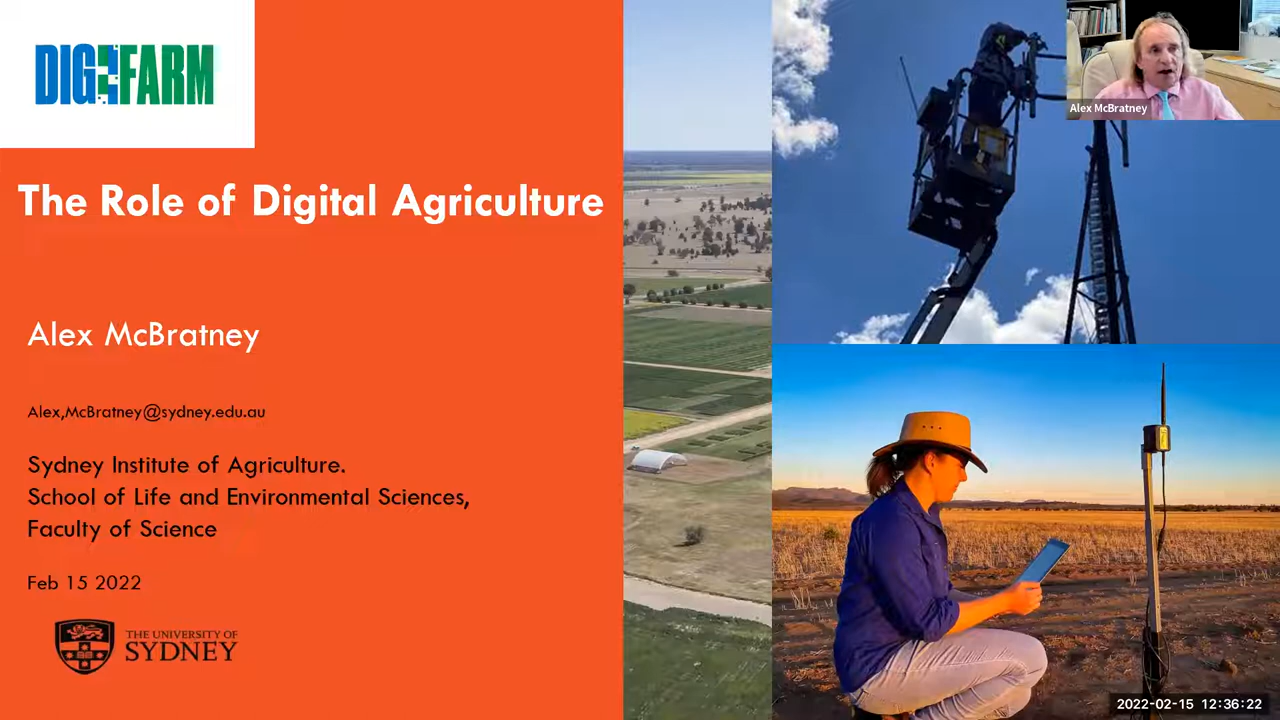 DIGIFARM
The Role of Digital Agriculture
Alex McBratney
Alex,McBratney@sydney.edu.au
Sydney Institute of Agriculture.
School of Life and Environmental Sciences,
Faculty of Science
Feb 15 2022
THE UNIVERSITY OF
SYDNEY
Alex McBratney
2022-02-15 12:36:22